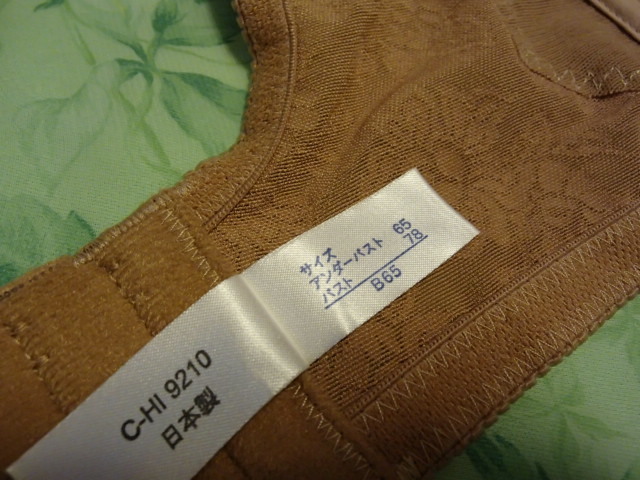 サイズ
アンダーバスト 65
バスト 78
B65
C-HI 9210
日本製